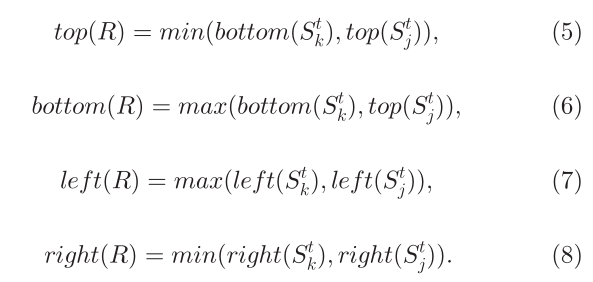 top(R) = min(bottom(S_k^t), top(S_j^t)), (5)
bottom(R) = max(bottom(S_k^t), top(S_j^t)), (6)
left(R) = max(left(S_k^t), left(S_j^t)), (7)
right(R) = min(right(S_k^t), right(S_j^t)). (8)